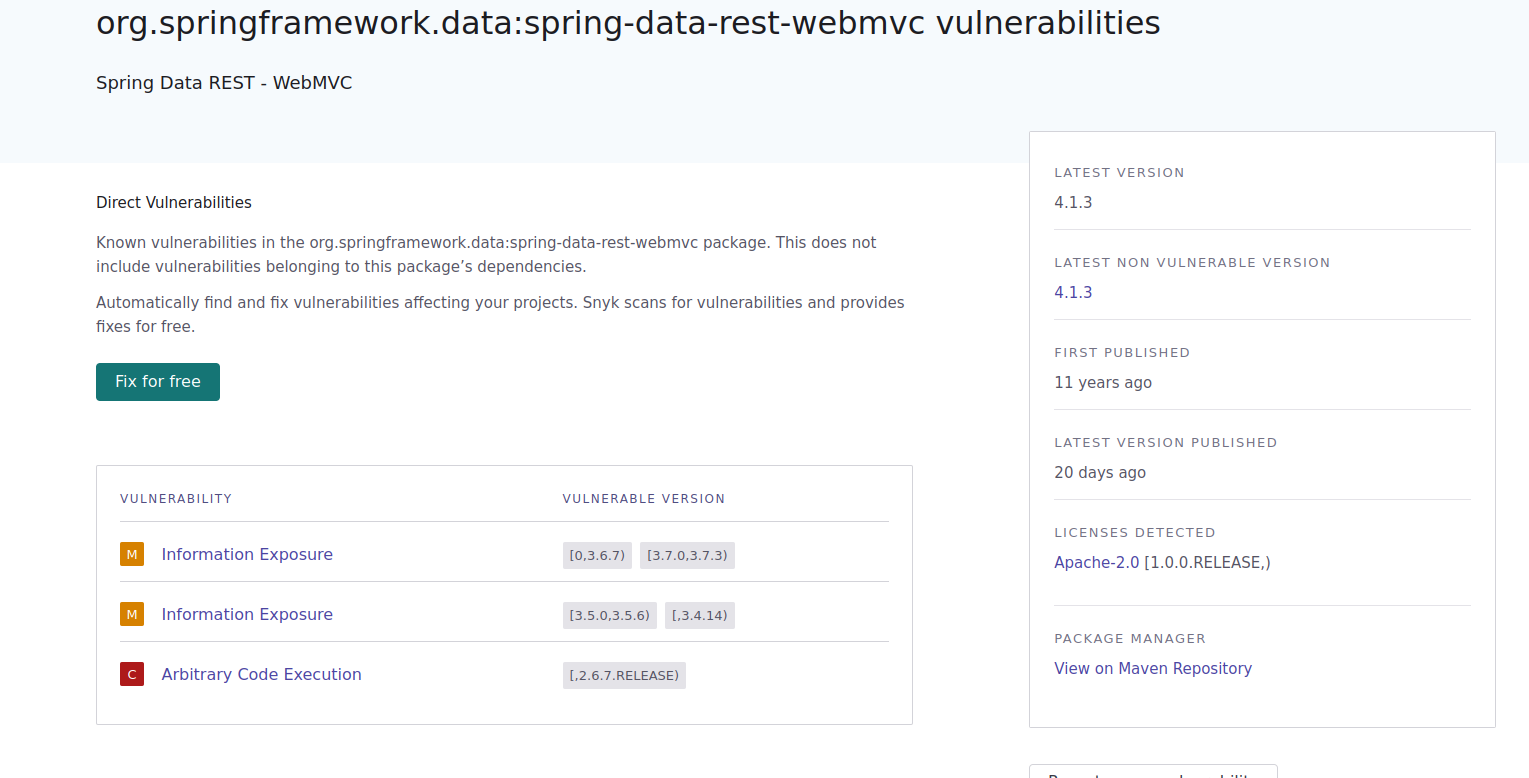 org.springframework.data:spring-data-rest-webmvc vulnerabilities
Spring Data REST - WebMVC
Direct Vulnerabilities
Known vulnerabilities in the org.springframework.data:spring-data-rest-webmvc package. This does not
include vulnerabilities belonging to this package’s dependencies.
Automatically find and fix vulnerabilities affecting your projects. Snyk scans for vulnerabilities and provides
fixes for free.
Fix for free
VULNERABILITY VULNERABLE VERSION
M Information Exposure [0,3.6.7) [3.7.0,3.7.3)
M Information Exposure [3.5.0,3.5.6) [,3.4.14)
C Arbitrary Code Execution [,2.6.7.RELEASE)
LATEST VERSION
4.1.3
LATEST NON VULNERABLE VERSION
4.1.3
FIRST PUBLISHED
11 years ago
LATEST VERSION PUBLISHED
20 days ago
LICENSES DETECTED
Apache-2.0 [1.0.0.RELEASE,)
PACKAGE MANAGER
View on Maven Repository